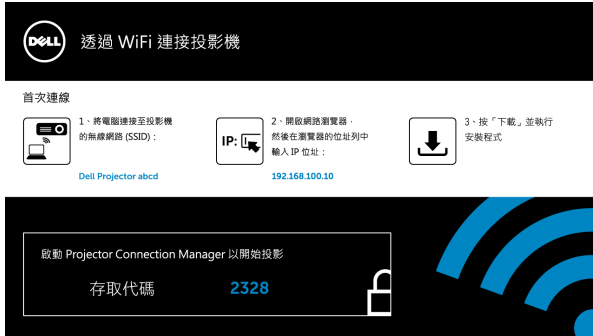 DELL
透過 WiFi 連接投影機
首次連線
1、將電腦連接至投影機
的無線網路 (SSID)：
Dell Projector abcd
IP:
2、開啟網路瀏覽器，
然後在瀏覽器的位址列中
輸入 IP 位址：
192.168.100.10
3、按「下載」並執行
安裝程式
啟動 Projector Connection Manager 以開始投影
存取代碼 2328